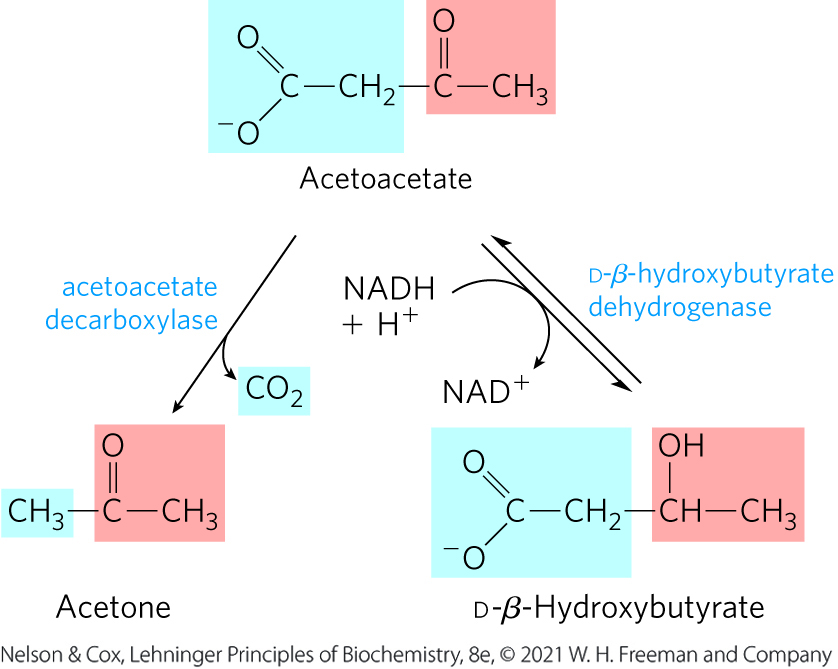 O
O
C—CH₂—C—CH₃
⁻O
Acetoacetate
acetoacetate
decarboxylase
NADH
+ H⁺
D-β-hydroxybutyrate
dehydrogenase
CO₂
NAD⁺
O
CH₃—C—CH₃
Acetone
OH
O
C—CH₂—CH—CH₃
⁻O
D-β-Hydroxybutyrate
Nelson & Cox, Lehninger Principles of Biochemistry, 8e, © 2021 W. H. Freeman and Company